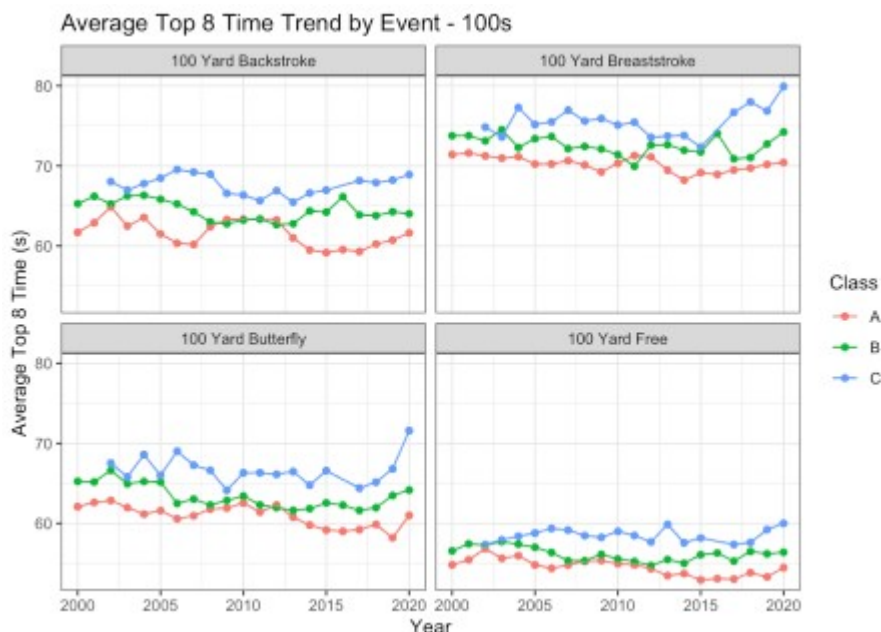 Average Top 8 Time Trend by Event - 100s
100 Yard Backstroke
100 Yard Breaststroke
80
70
60
100 Yard Butterfly
100 Yard Free
80
70
60
Average Top 8 Time (s)
2000 2005 2010 2015 2020
2000 2005 2010 2015 2020
Year
Class
A
B
C